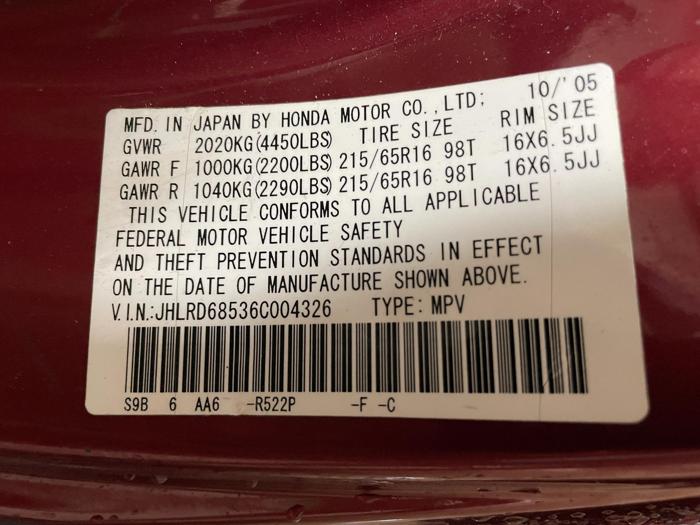 MFD. IN JAPAN BY HONDA MOTOR CO.,LTD; 10/'05
GVWR 2020KG(4450LBS) TIRE SIZE RIM SIZE
GAWR F 1000KG(2200LBS) 215/65R16 98T 16X6.5JJ
GAWR R 1040KG(2290LBS) 215/65R16 98T 16X6.5JJ
THIS VEHICLE CONFORMS TO ALL APPLICABLE
FEDERAL MOTOR VEHICLE SAFETY
AND THEFT PREVENTION STANDARDS IN EFFECT
ON THE DATE OF MANUFACTURE SHOWN ABOVE.
V.I.N.:JHLRD68536C004326 TYPE: MPV
S9B 6 AA6 -R522P -F -C